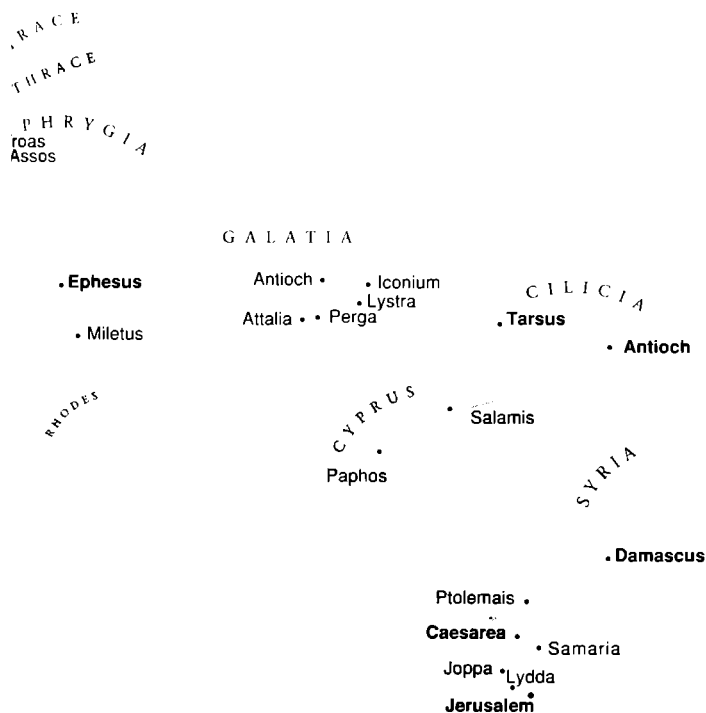 RACE
THRACE
PHRYGIA
roas
Assos
GALATIA
Antioch
Iconium
Ephesus
CILICIA
Lystra
Attalia
Perga
Tarsus
Miletus
Antioch
RHODES
CYPRUS
Salamis
Paphos
SYRIA
Damascus
Ptolemais
Caesarea
Samaria
Joppa
Lydda
Jerusalem